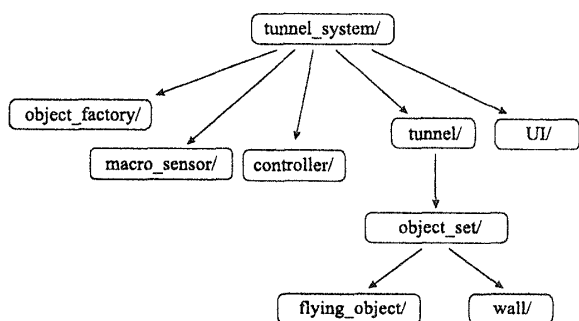 tunnel_system/
object_factory/
tunnel/
UI/
macro_sensor/
controller/
object_set/
flying_object/
wall/